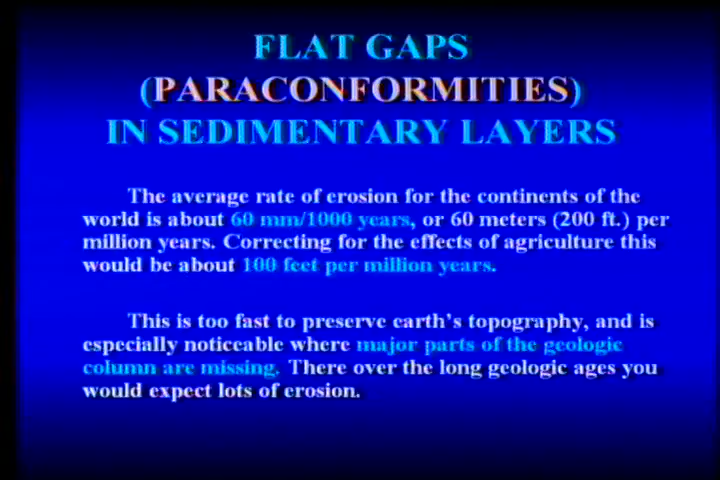 FLAT GAPS
(PARACONFORMITIES)
IN SEDIMENTARY LAYERS
The average rate of erosion for the continents of the
world is about 60 mm/1000 years, or 60 meters (200 ft.) per
million years. Correcting for the effects of agriculture this
would be about 100 feet per million years.
This is too fast to preserve earth's topography, and is
especially noticeable where major parts of the geologic
column are missing. There over the long geologic ages you
would expect lots of erosion.